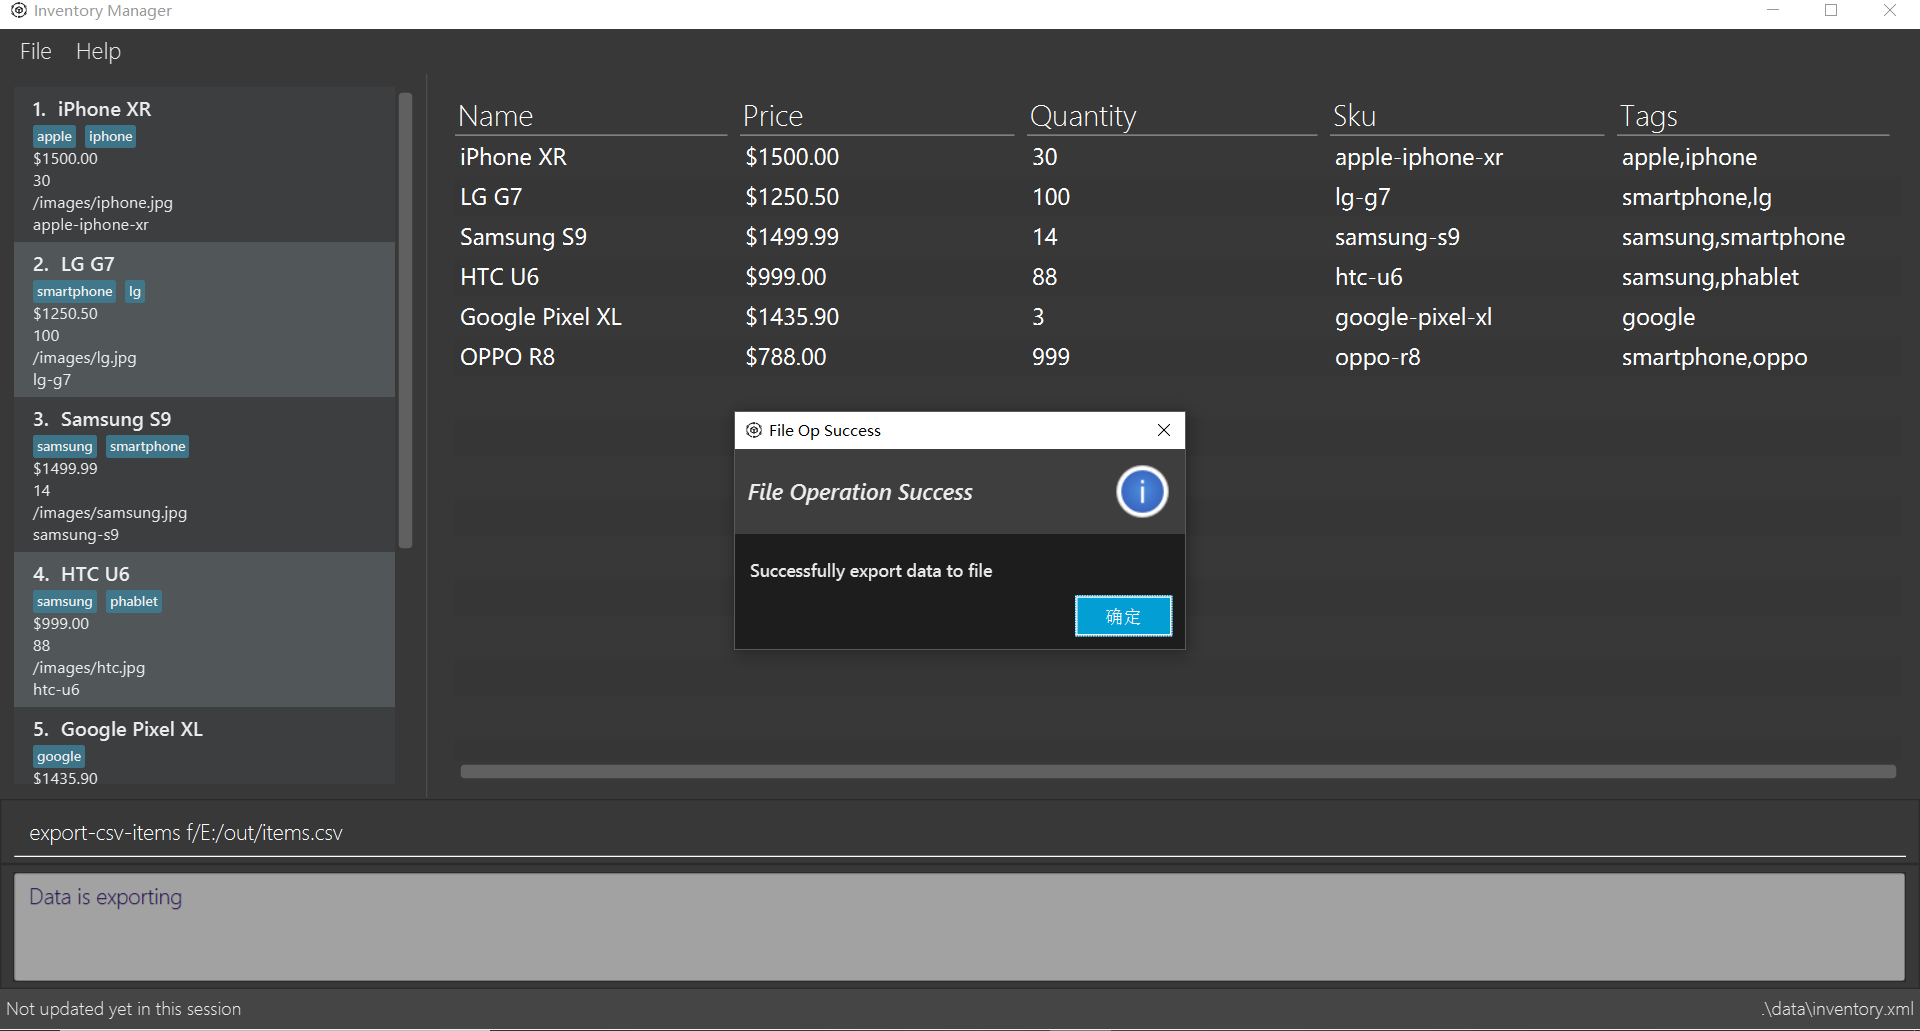 Inventory Manager
File Help
1. iPhone XR
apple iphone
$1500.00
30
/images/iphone.jpg
apple-iphone-xr
2. LG G7
smartphone lg
$1250.50
100
/images/lg.jpg
lg-g7
3. Samsung S9
samsung smartphone
$1499.99
14
/images/samsung.jpg
samsung-s9
4. HTC U6
samsung phablet
$999.00
88
/images/htc.jpg
htc-u6
5. Google Pixel XL
google
$1435.90
Name Price Quantity Sku Tags
iPhone XR $1500.00 30 apple-iphone-xr apple,iphone
LG G7 $1250.50 100 lg-g7 smartphone,lg
Samsung S9 $1499.99 14 samsung-s9 samsung,smartphone
HTC U6 $999.00 88 htc-u6 samsung,phablet
Google Pixel XL $1435.90 3 google-pixel-xl google
OPPO R8 $788.00 999 oppo-r8 smartphone,oppo
File Op Success
File Operation Success
Successfully export data to file
确定
export-csv-items f/E:/out/items.csv
Data is exporting
Not updated yet in this session
.\data\inventory.xml